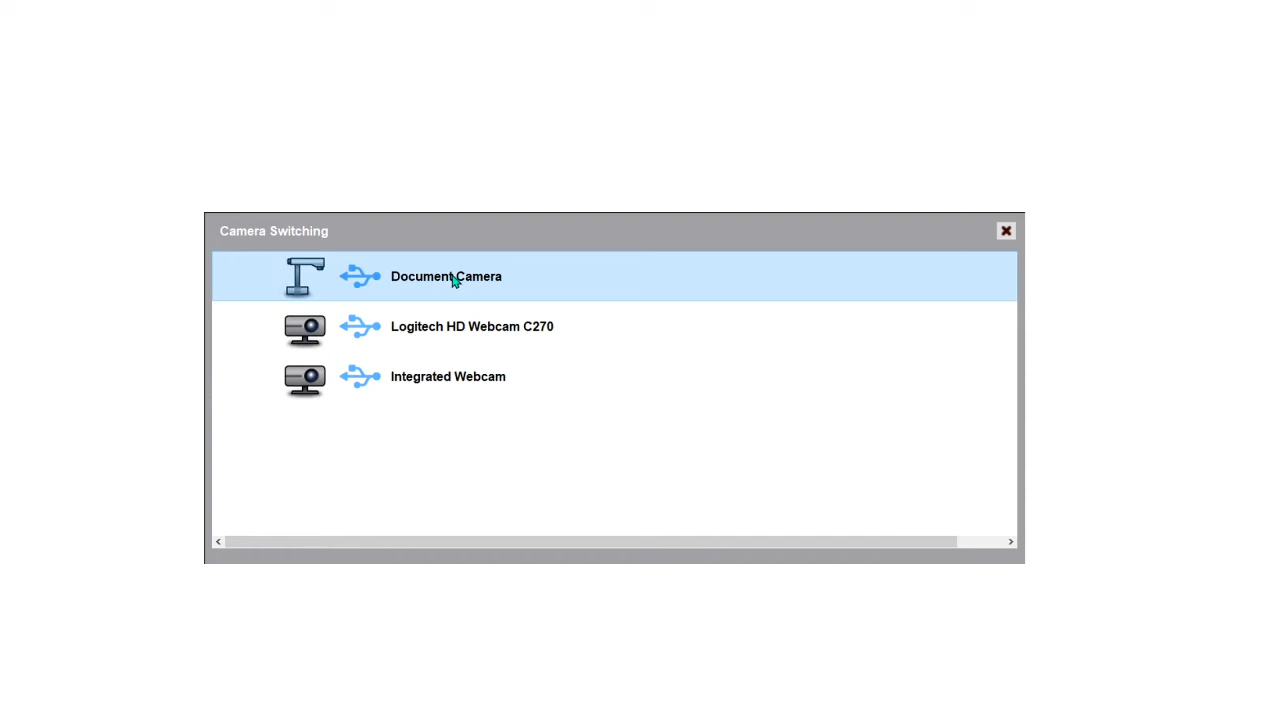 Camera Switching
Document Camera
Logitech HD Webcam C270
Integrated Webcam